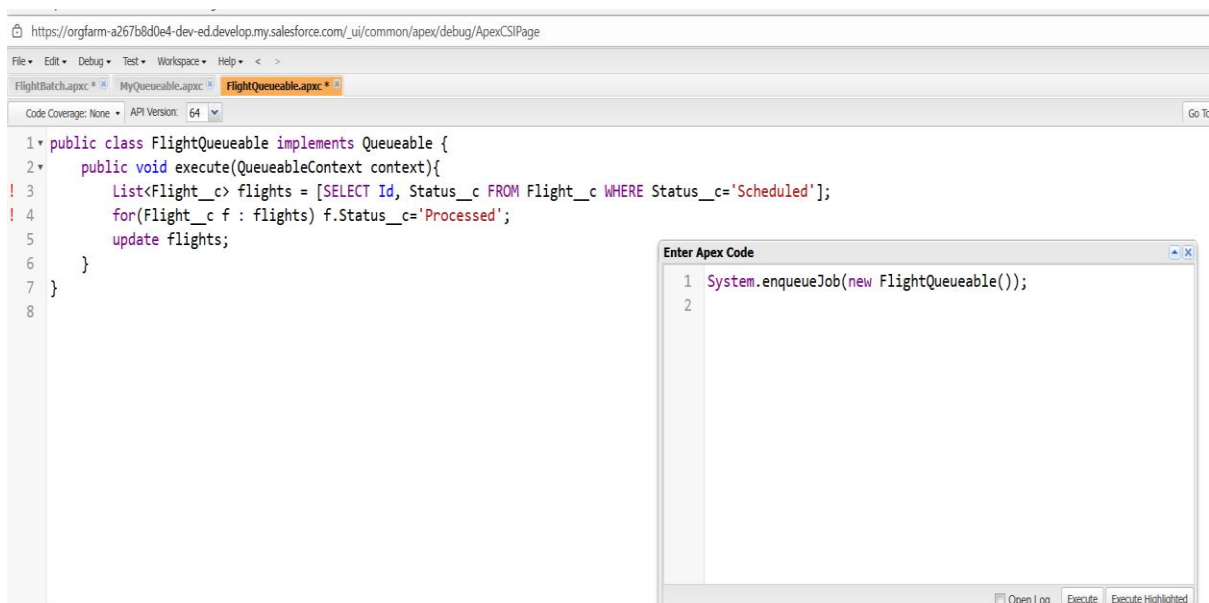 https://orgfarm-a267b8d0e4-dev-ed.develop.my.salesforce.com/_ui/common/apex/debug/ApexCSIPage
File Edit Debug Test Workspace Help < >
FlightBatch.apxc * MyQueueable.apxc FlightQueueable.apxc *
Code Coverage: None API Version: 64 Go To
1 public class FlightQueueable implements Queueable {
2 public void execute(QueueableContext context){
! 3 List<Flight__c> flights = [SELECT Id, Status__c FROM Flight__c WHERE Status__c='Scheduled'];
! 4 for(Flight__c f : flights) f.Status__c='Processed';
5 update flights;
6 }
7 }
8
Enter Apex Code
1 System.enqueueJob(new FlightQueueable());
2
Open Log Execute Execute Highlighted